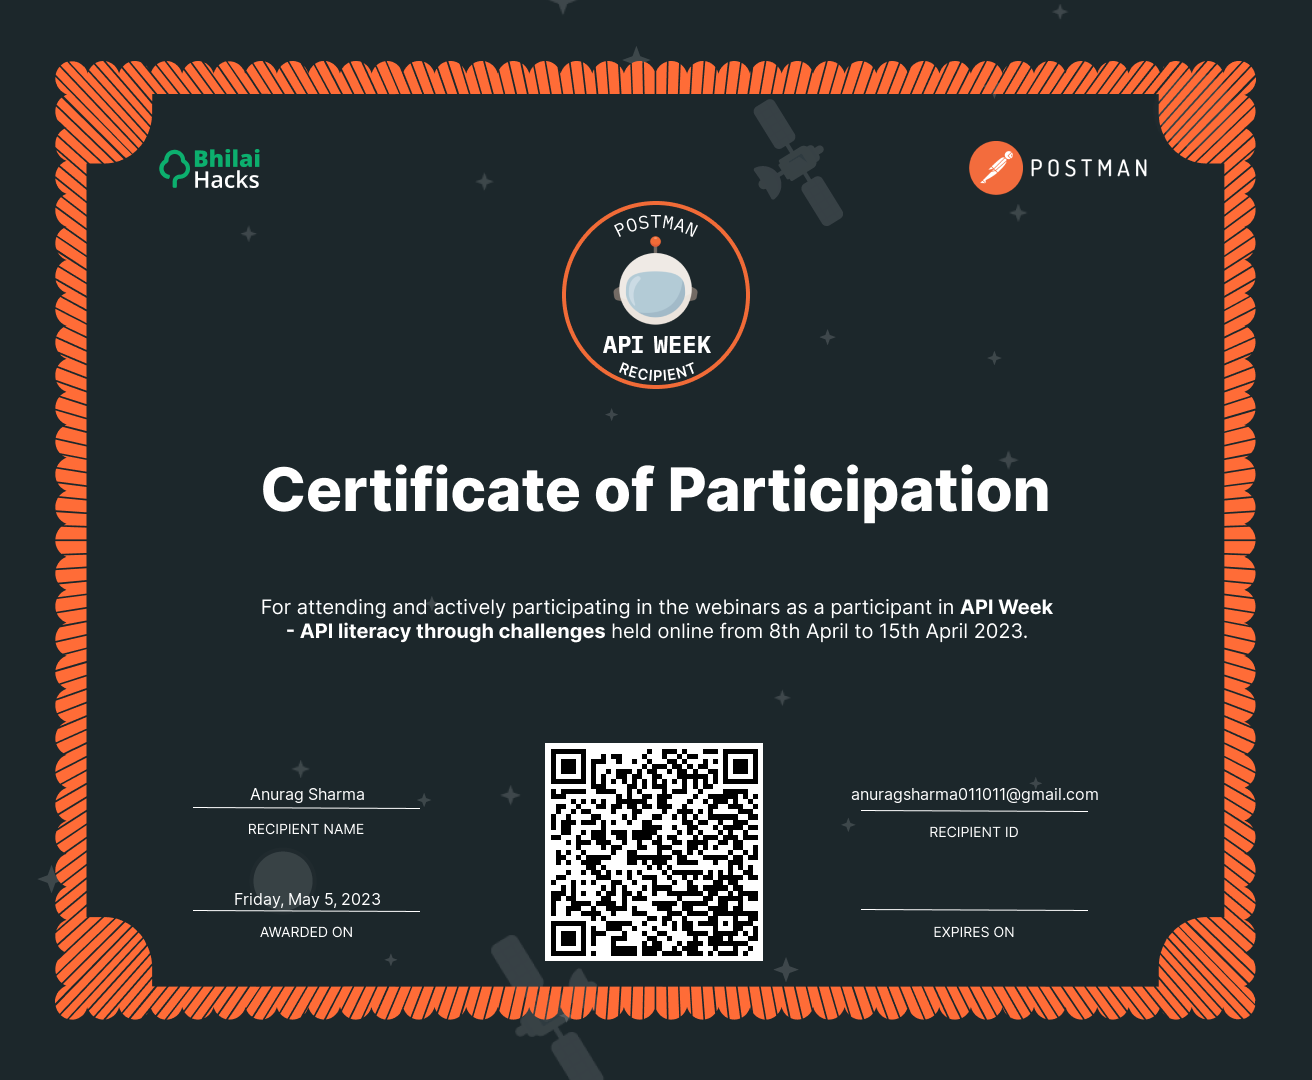 Bhilai
Hacks
POSTMAN
POSTMAN
API WEEK
RECIPIENT
Certificate of Participation
For attending and actively participating in the webinars as a participant in API Week
- API literacy through challenges held online from 8th April to 15th April 2023.
Anurag Sharma
RECIPIENT NAME
anuragsharma011011@gmail.com
RECIPIENT ID
Friday, May 5, 2023
AWARDED ON
EXPIRES ON